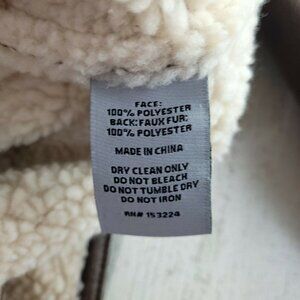 FACE:
100% POLYESTER
BACK:FAUX FUR:
100% POLYESTER
MADE IN CHINA
DRY CLEAN ONLY
DO NOT BLEACH
DO NOT TUMBLE DRY
DO NOT IRON
RN# 153224